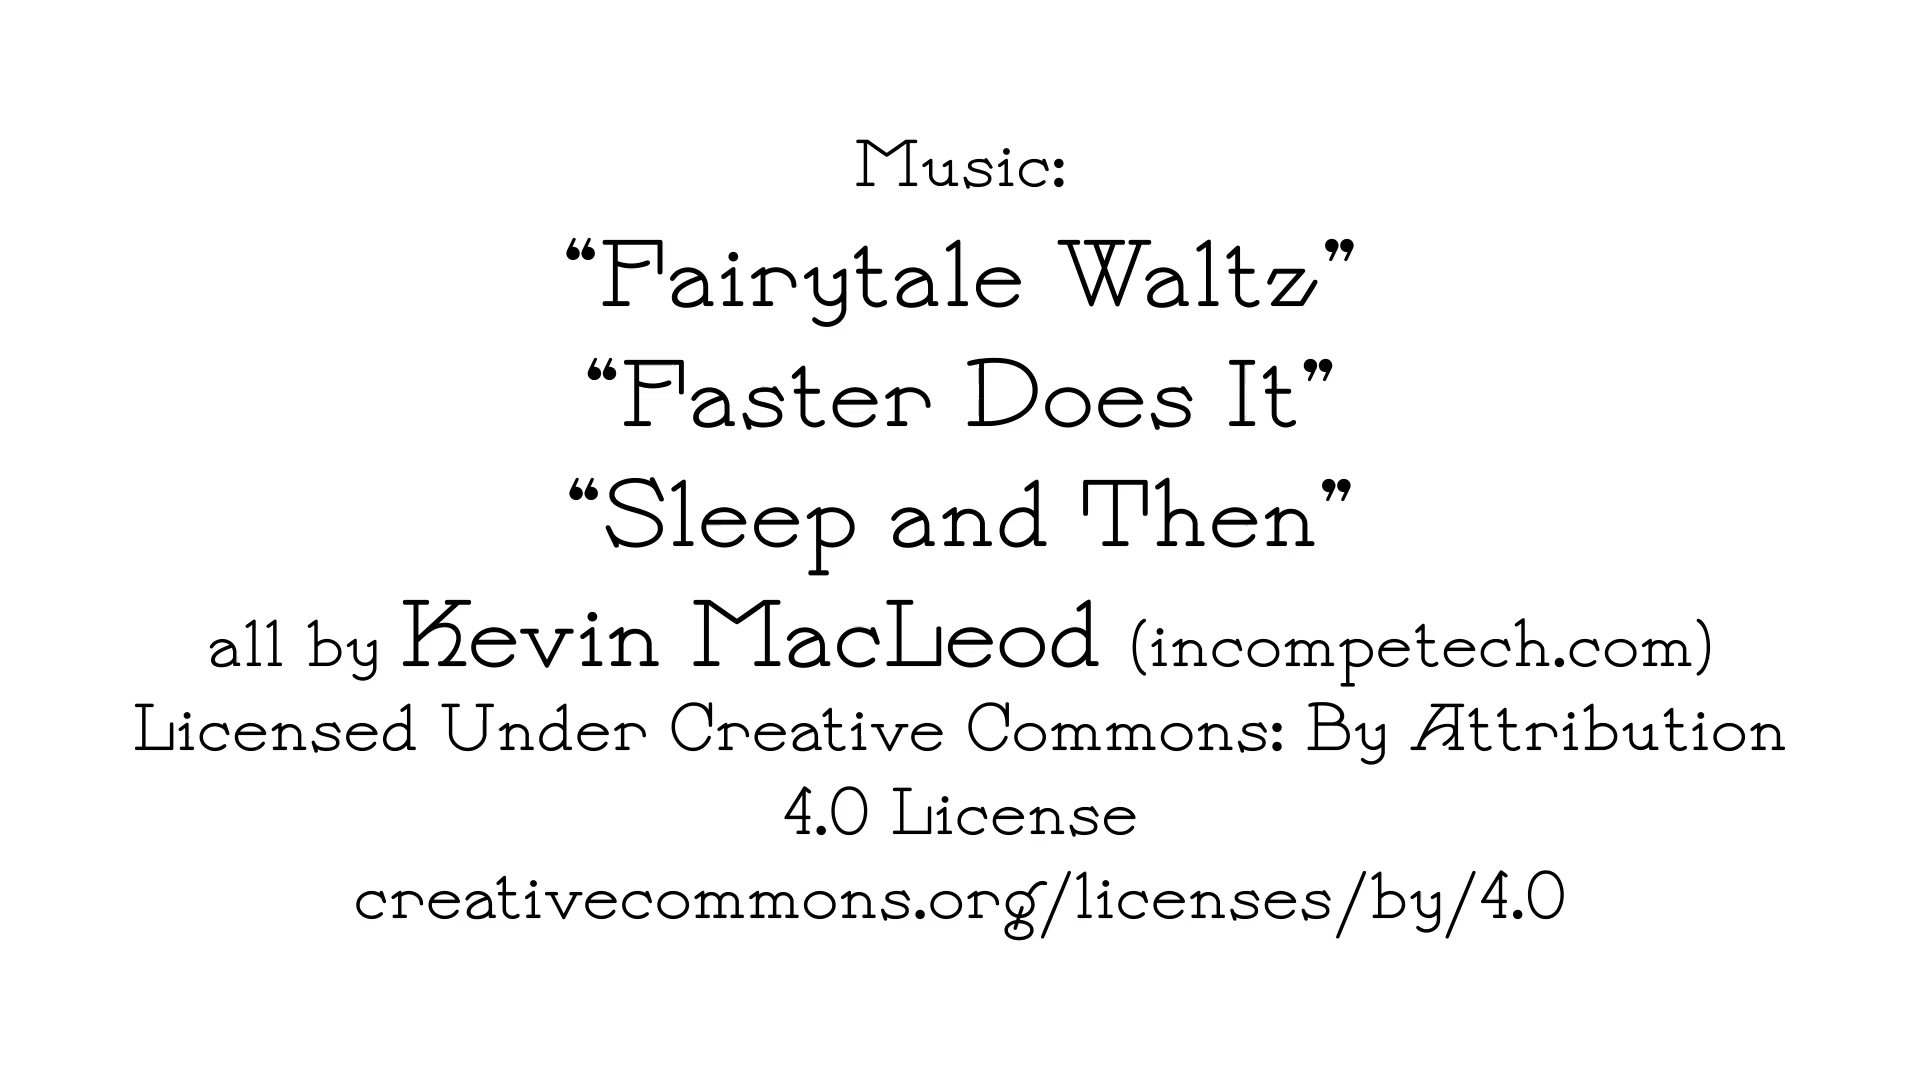 Music:
“Fairytale Waltz”
“Faster Does It”
“Sleep and Then”
all by Kevin MacLeod (incompetech.com)
Licensed Under Creative Commons: By Attribution
4.0 License
creativecommons.org/licenses/by/4.0